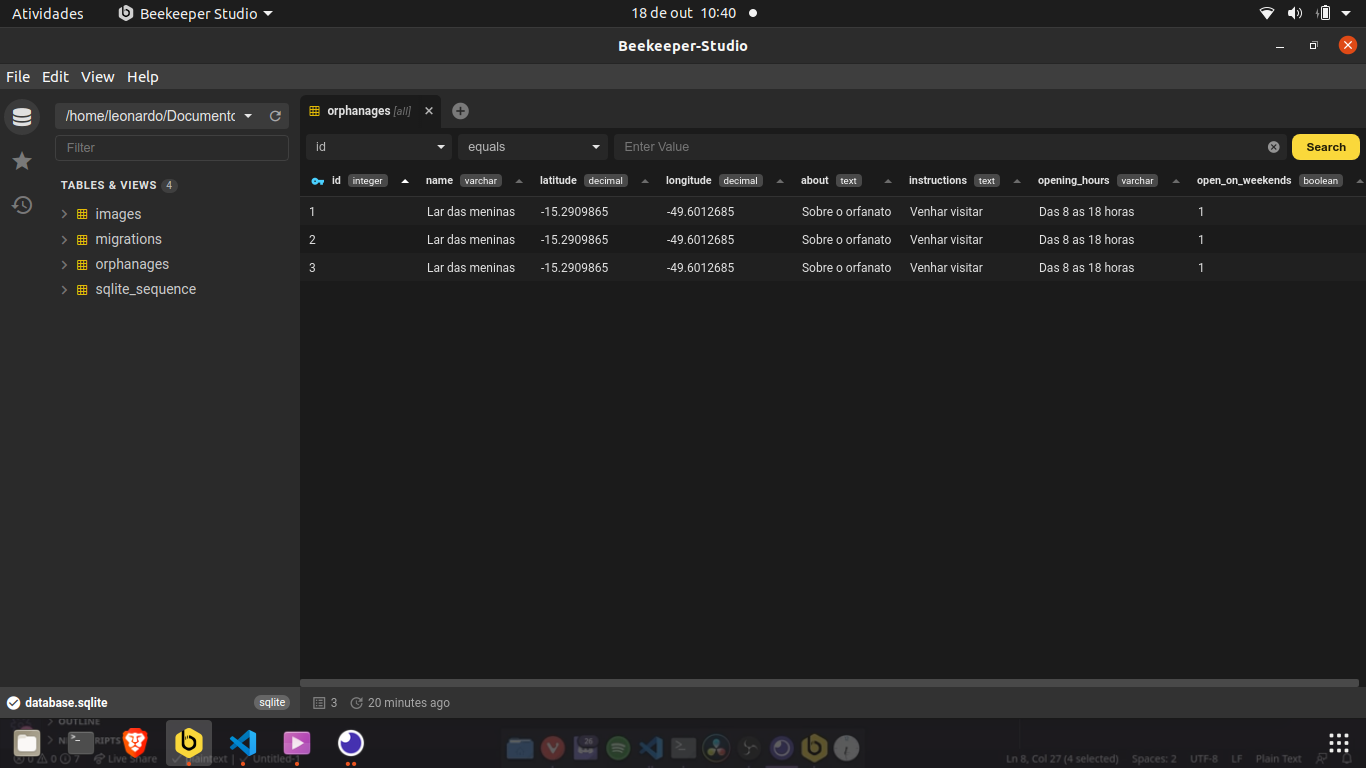 Atividades Beekeeper Studio 18 de out 10:40
Beekeeper-Studio
File Edit View Help
/home/leonardo/Documento
orphanages [all]
Filter
id equals Enter Value Search
TABLES & VIEWS 4
id integer name varchar latitude decimal longitude decimal about text instructions text opening_hours varchar open_on_weekends boolean
images
migrations
orphanages
sqlite_sequence
1 Lar das meninas -15.2909865 -49.6012685 Sobre o orfanato Venhar visitar Das 8 as 18 horas 1
2 Lar das meninas -15.2909865 -49.6012685 Sobre o orfanato Venhar visitar Das 8 as 18 horas 1
3 Lar das meninas -15.2909865 -49.6012685 Sobre o orfanato Venhar visitar Das 8 as 18 horas 1
database.sqlite sqlite 3 20 minutes ago
OUTLINE
0 0 7 Live Share plaintext Untitled-1 Ln 8, Col 27 (4 selected) Spaces: 2 UTF-8 LF Plain Text